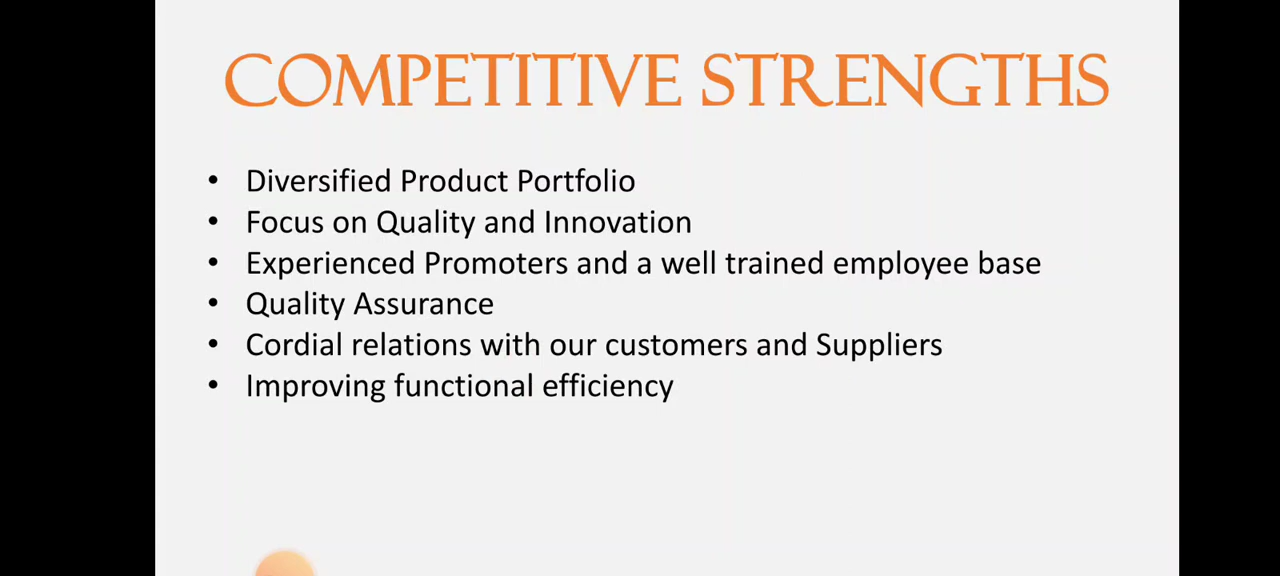 COMPETITIVE STRENGTHS
• Diversified Product Portfolio
• Focus on Quality and Innovation
• Experienced Promoters and a well trained employee base
• Quality Assurance
• Cordial relations with our customers and Suppliers
• Improving functional efficiency